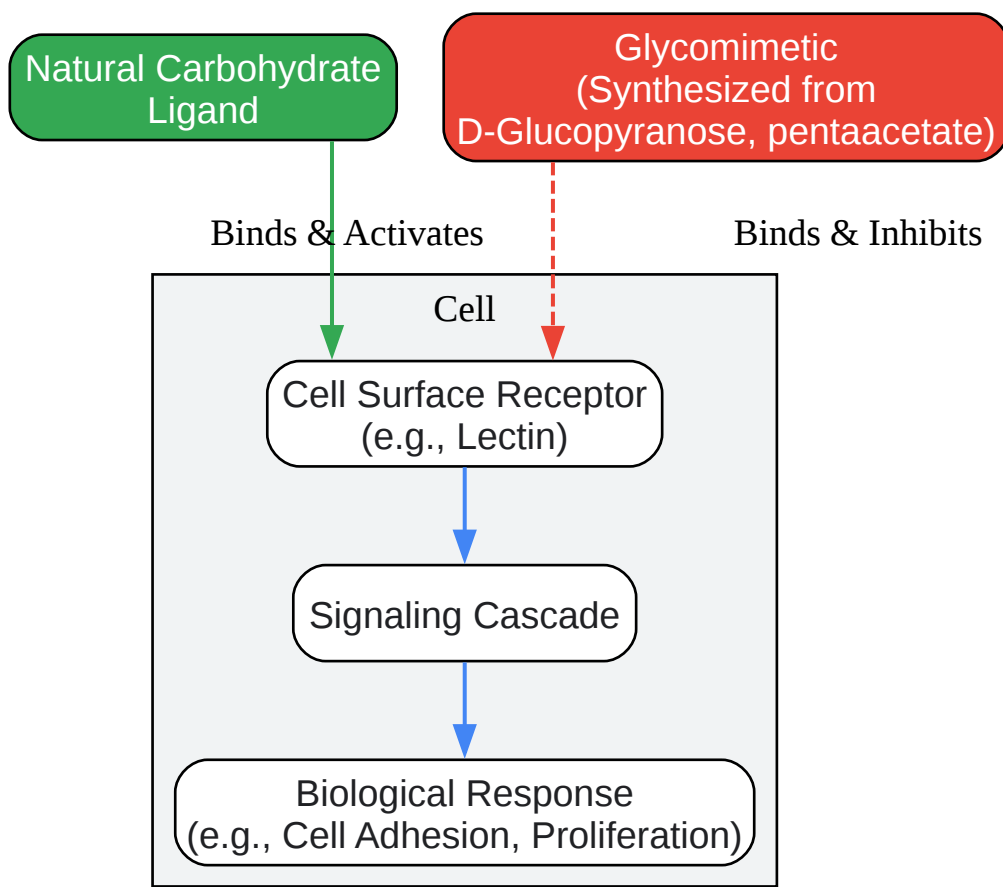 Natural Carbohydrate
Ligand
Glycomimetic
(Synthesized from
D-Glucopyranose, pentaacetate)
Binds & Activates
Binds & Inhibits
Cell
Cell Surface Receptor
(e.g., Lectin)
Signaling Cascade
Biological Response
(e.g., Cell Adhesion, Proliferation)